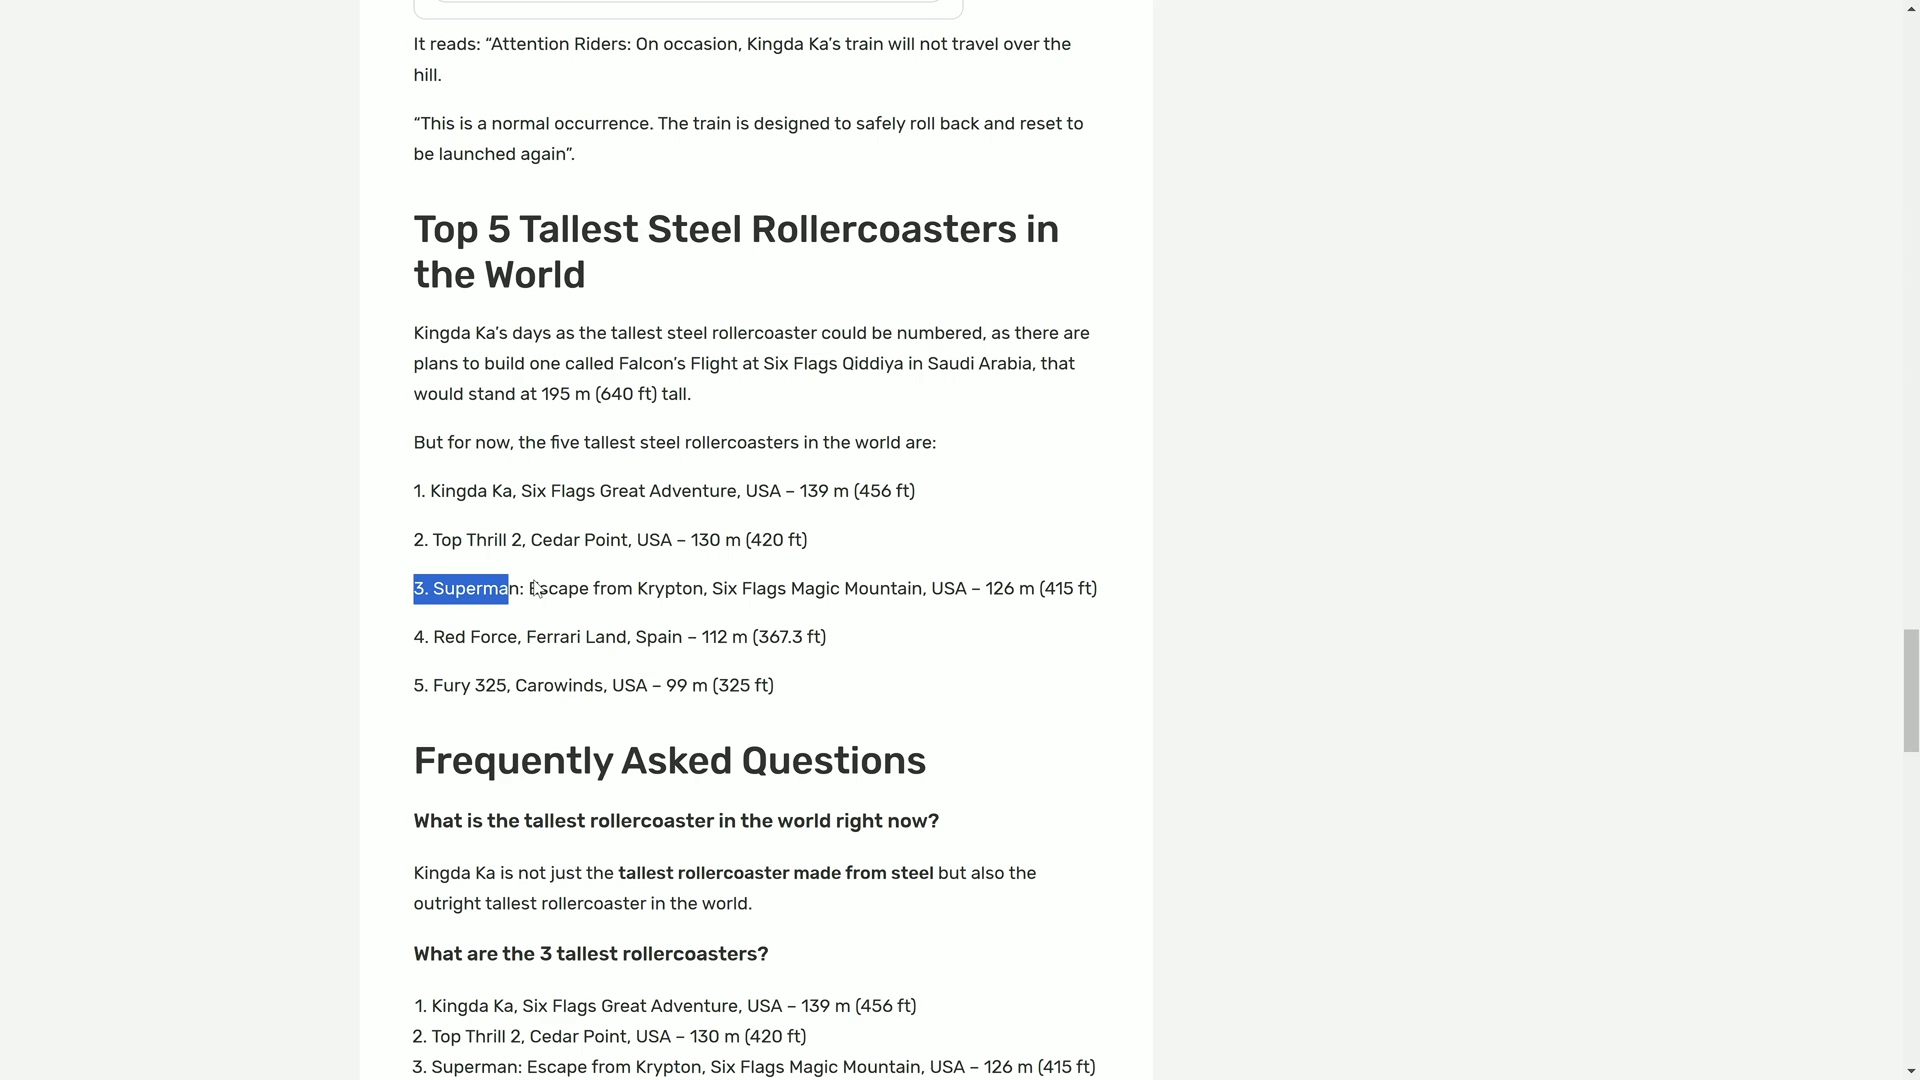 It reads: “Attention Riders: On occasion, Kingda Ka’s train will not travel over the
hill.
“This is a normal occurrence. The train is designed to safely roll back and reset to
be launched again”.
Top 5 Tallest Steel Rollercoasters in
the World
Kingda Ka’s days as the tallest steel rollercoaster could be numbered, as there are
plans to build one called Falcon’s Flight at Six Flags Qiddiya in Saudi Arabia, that
would stand at 195 m (640 ft) tall.
But for now, the five tallest steel rollercoasters in the world are:
1. Kingda Ka, Six Flags Great Adventure, USA – 139 m (456 ft)
2. Top Thrill 2, Cedar Point, USA – 130 m (420 ft)
3. Superman: Escape from Krypton, Six Flags Magic Mountain, USA – 126 m (415 ft)
4. Red Force, Ferrari Land, Spain – 112 m (367.3 ft)
5. Fury 325, Carowinds, USA – 99 m (325 ft)
Frequently Asked Questions
What is the tallest rollercoaster in the world right now?
Kingda Ka is not just the tallest rollercoaster made from steel but also the
outright tallest rollercoaster in the world.
What are the 3 tallest rollercoasters?
1. Kingda Ka, Six Flags Great Adventure, USA – 139 m (456 ft)
2. Top Thrill 2, Cedar Point, USA – 130 m (420 ft)
3. Superman: Escape from Krypton, Six Flags Magic Mountain, USA – 126 m (415 ft)